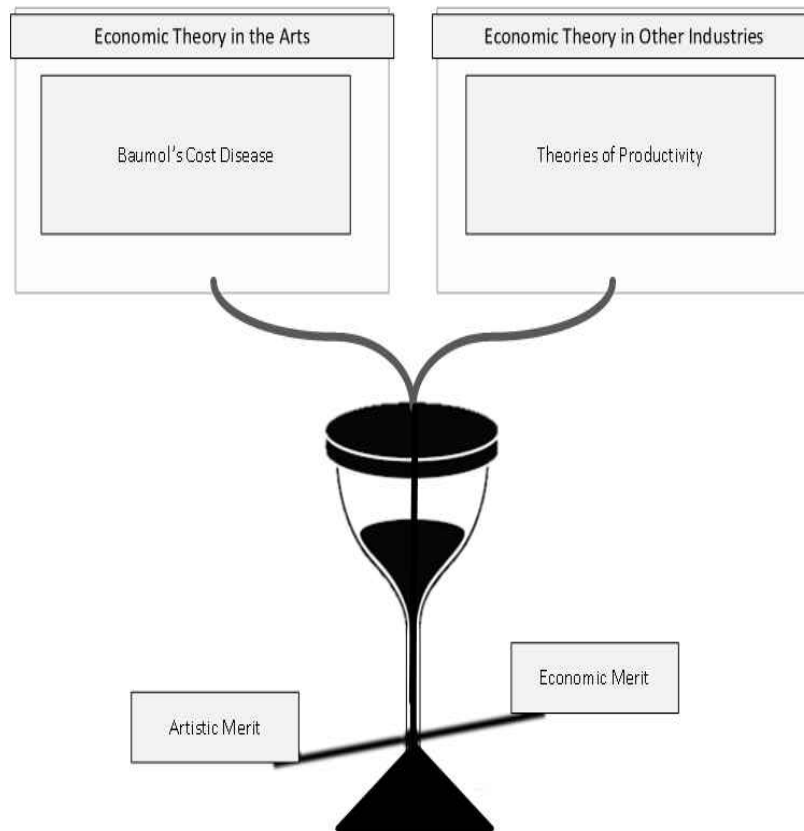 Economic Theory in the Arts
Economic Theory in Other Industries
Baumol's Cost Disease
Theories of Productivity
Economic Merit
Artistic Merit